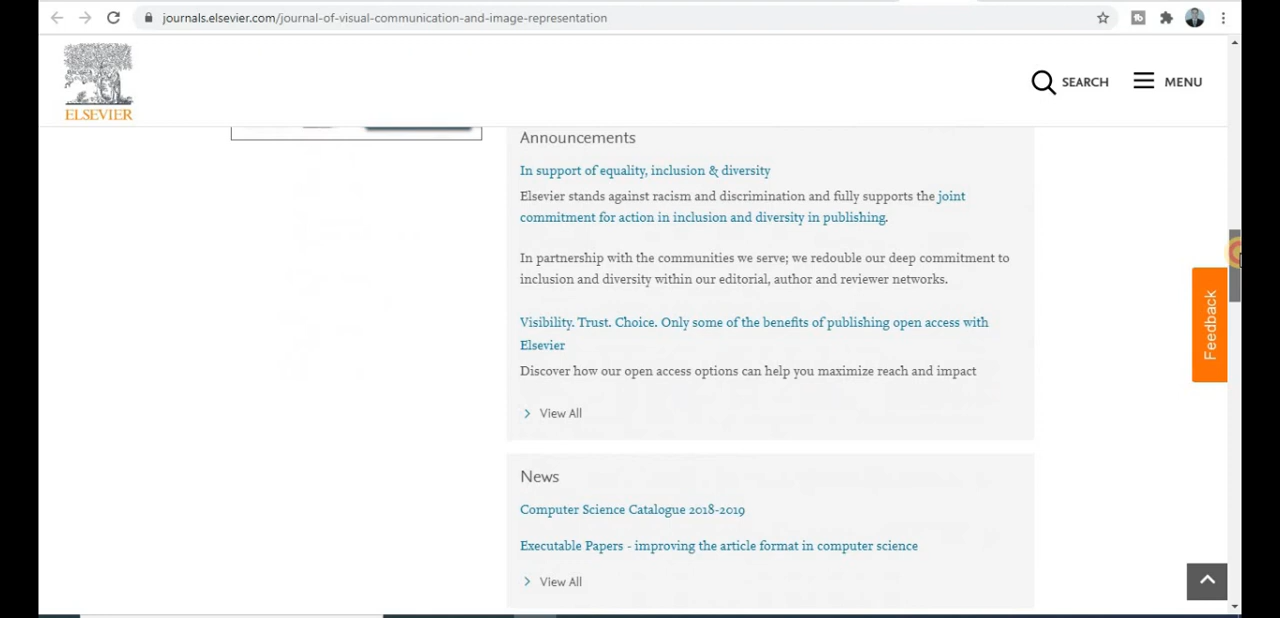 journals.elsevier.com/journal-of-visual-communication-and-image-representation
ELSEVIER
SEARCH
MENU
Announcements
In support of equality, inclusion & diversity
Elsevier stands against racism and discrimination and fully supports the joint
commitment for action in inclusion and diversity in publishing.
In partnership with the communities we serve; we redouble our deep commitment to
inclusion and diversity within our editorial, author and reviewer networks.
Visibility. Trust. Choice. Only some of the benefits of publishing open access with
Elsevier
Discover how our open access options can help you maximize reach and impact
View All
Feedback
News
Computer Science Catalogue 2018-2019
Executable Papers - improving the article format in computer science
View All